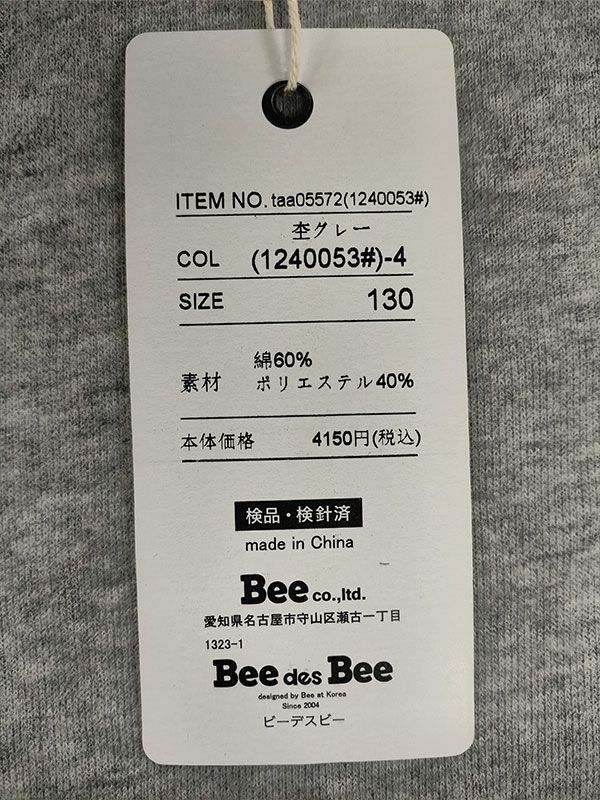 ITEM NO. taa05572(1240053#)
杢グレー
COL (1240053#)-4
SIZE 130
綿60%
素材 ポリエステル40%
本体価格 4150円(税込)
検品・検針済
made in China
Bee co.,ltd.
愛知県名古屋市守山区瀬古一丁目
1323-1
Bee des Bee
designed by Bee at Korea
Since 2004
ビーデスビー